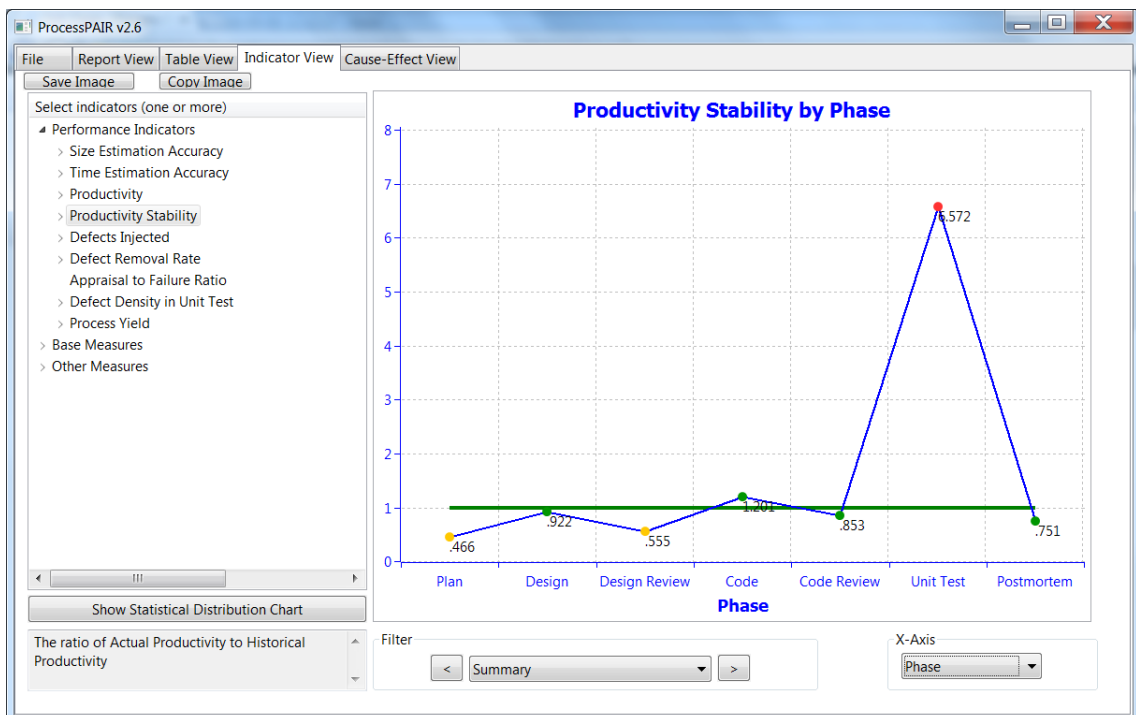 ProcessPAIR v2.6
File Report View Table View Indicator View Cause-Effect View
Save Image Copy Image
Select indicators (one or more)
Performance Indicators
Size Estimation Accuracy
Time Estimation Accuracy
Productivity
Productivity Stability
Defects Injected
Defect Removal Rate
Appraisal to Failure Ratio
Defect Density in Unit Test
Process Yield
Base Measures
Other Measures
Show Statistical Distribution Chart
The ratio of Actual Productivity to Historical
Productivity
Productivity Stability by Phase
8
7
6
5
4
3
2
1
0
.466
.922
.555
1.201
.853
6.572
.751
Plan Design Design Review Code Code Review Unit Test Postmortem
Phase
Filter
< Summary >
X-Axis
Phase